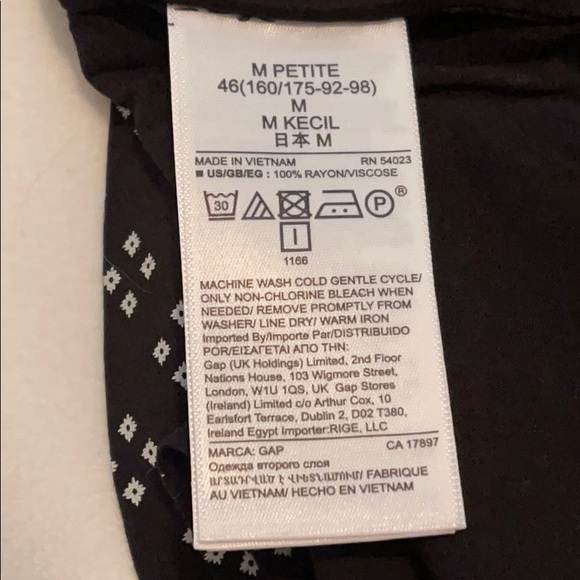 M PETITE
46(160/175-92-98)
M
M KECIL
日本 M
MADE IN VIETNAM RN 54023
■ US/GB/EG : 100% RAYON/VISCOSE
30 P ®
I
1166
MACHINE WASH COLD GENTLE CYCLE/
ONLY NON-CHLORINE BLEACH WHEN
NEEDED/ REMOVE PROMPTLY FROM
WASHER/ LINE DRY/ WARM IRON
Imported By/Importe Par/DISTRIBUIDO
POR/ΕΙΣΑΓΕΤΑΙ ΑΠΟ ΤΗΝ:
Gap (UK Holdings) Limited, 2nd Floor
Nations House, 103 Wigmore Street,
London, W1U 1QS, UK Gap Stores
(Ireland) Limited c/o Arthur Cox, 10
Earlsfort Terrace, Dublin 2, D02 T380,
Ireland Egypt Importer:RIGE, LLC
MARCA: GAP CA 17897
Одежда второго слоя
ԱՐՏԱԴՐՎԱԾ Է ՎԻԵՏՆԱՄՈՒՄ/ FABRIQUE
AU VIETNAM/ HECHO EN VIETNAM